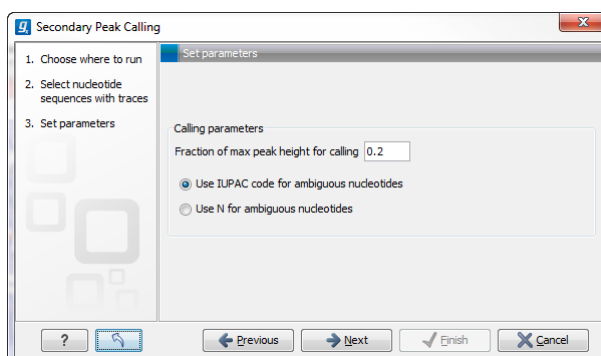 Secondary Peak Calling
1. Choose where to run
2. Select nucleotide
sequences with traces
3. Set parameters
Set parameters
Calling parameters
Fraction of max peak height for calling 0.2
Use IUPAC code for ambiguous nucleotides
Use N for ambiguous nucleotides
? Previous Next Finish Cancel